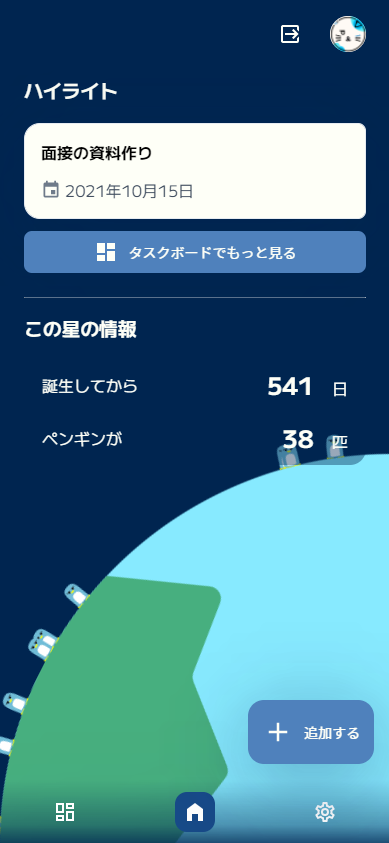 ハイライト
面接の資料作り
2021年10月15日
タスクボードでもっと見る
この星の情報
誕生してから 541 日
ペンギンが 38 匹
追加する